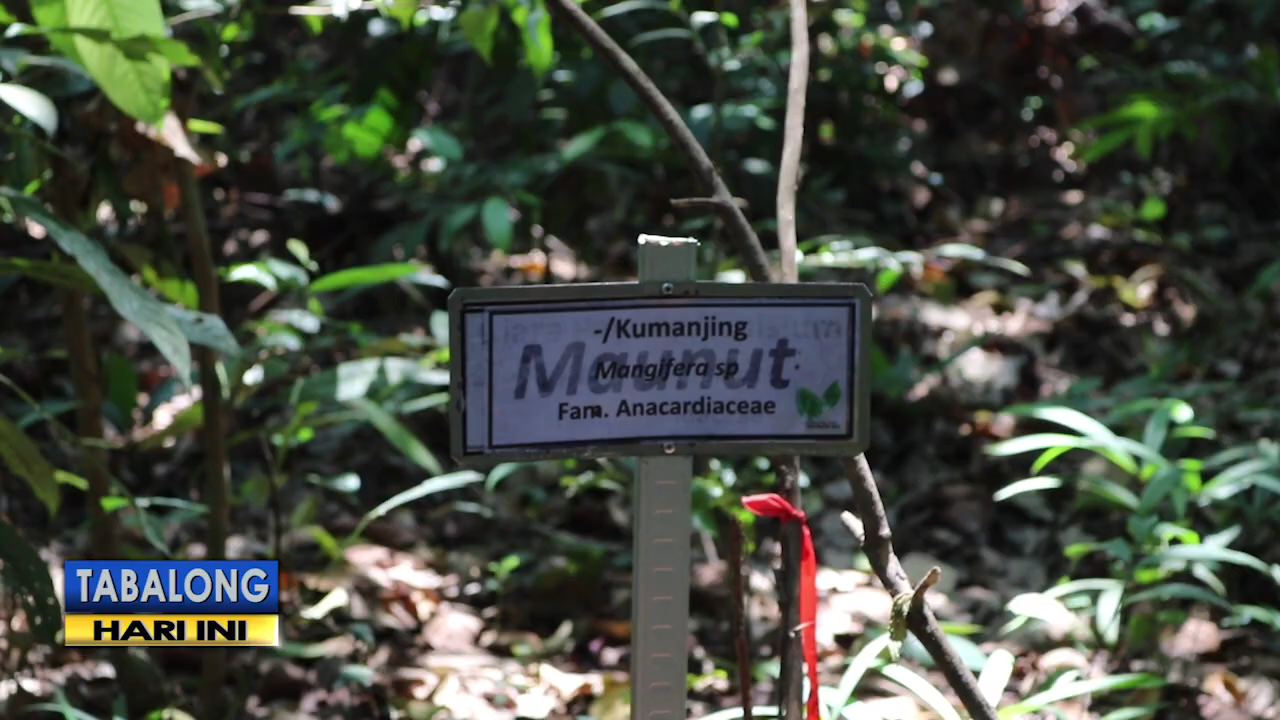 -/Kumanjing
Maunut
Mangifera sp
Fam. Anacardiaceae
TABALONG
HARI INI